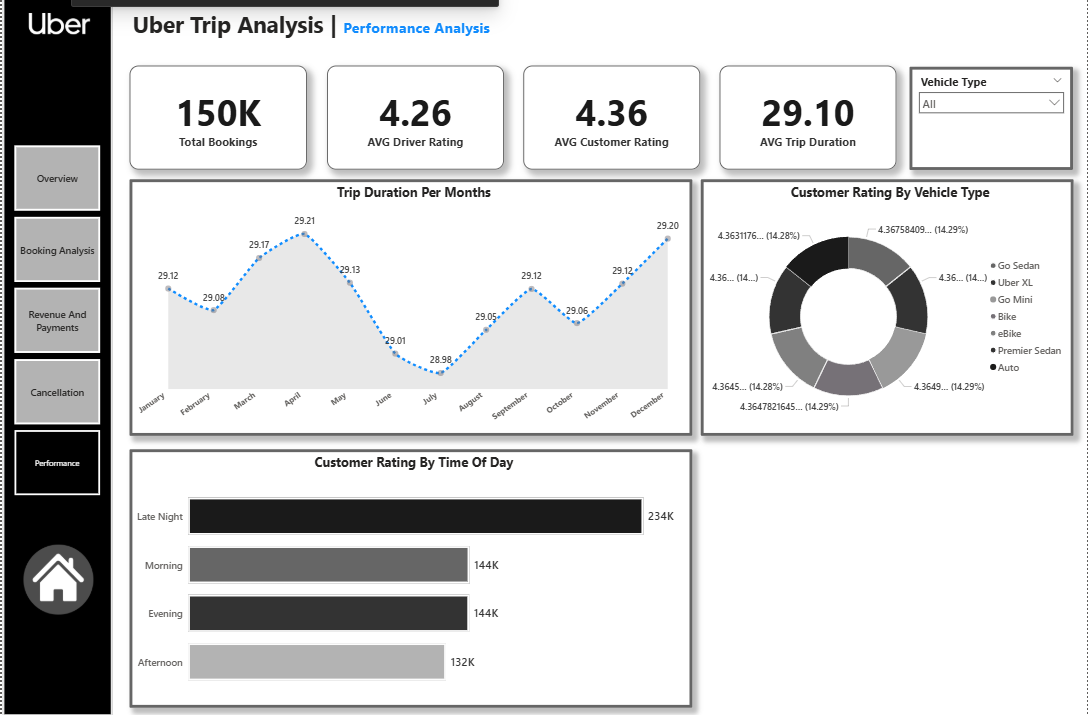 Uber
Uber Trip Analysis | Performance Analysis
150K
Total Bookings
4.26
AVG Driver Rating
4.36
AVG Customer Rating
29.10
AVG Trip Duration
Vehicle Type
All
Overview
Booking Analysis
Revenue And
Payments
Cancellation
Performance
Trip Duration Per Months
29.12
29.08
29.17
29.21
29.13
29.01
28.98
29.05
29.12
29.06
29.12
29.20
January
February
March
April
May
June
July
August
September
October
November
December
Customer Rating By Vehicle Type
4.36758409... (14.29%)
4.36... (14...)
4.3649... (14.29%)
4.3647821645... (14.29%)
4.3645... (14.28%)
4.36... (14...)
4.3631176... (14.28%)
Go Sedan
Uber XL
Go Mini
Bike
eBike
Premier Sedan
Auto
Customer Rating By Time Of Day
Late Night 234K
Morning 144K
Evening 144K
Afternoon 132K